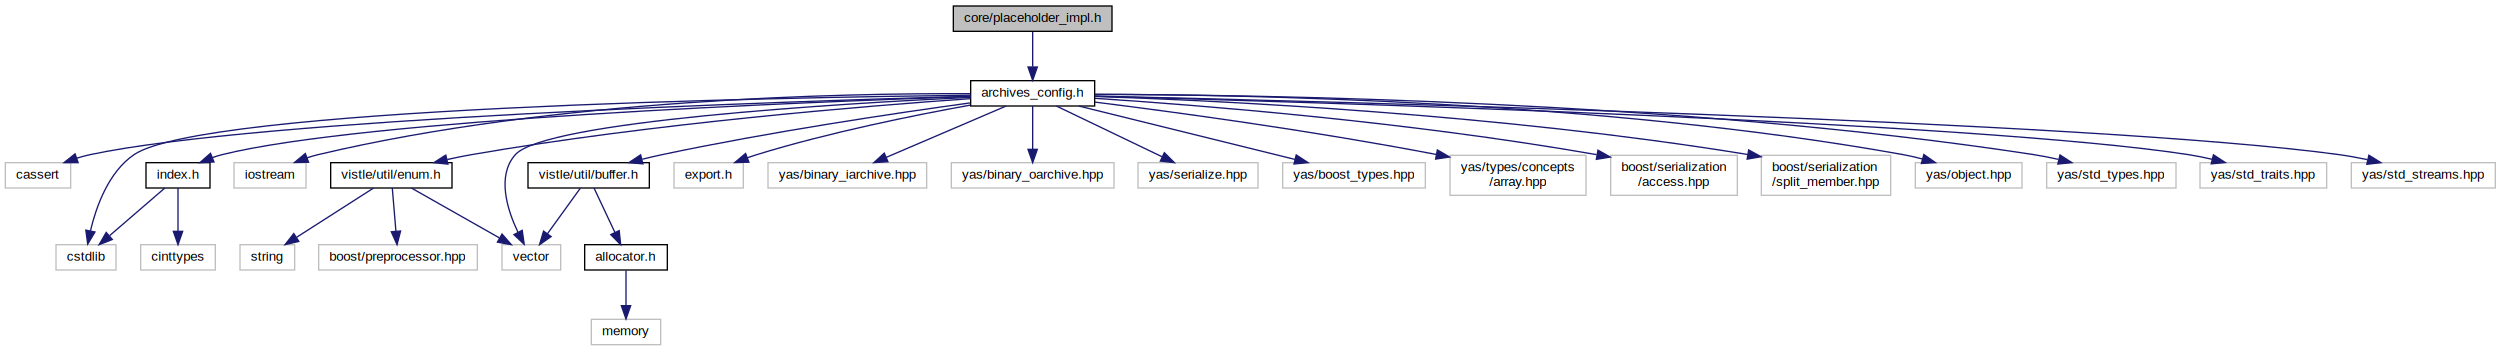 core/placeholder_impl.h
archives_config.h
cassert
index.h
iostream
vistle/util/enum.h
vistle/util/buffer.h
export.h
yas/binary_iarchive.hpp
yas/binary_oarchive.hpp
yas/serialize.hpp
yas/boost_types.hpp
yas/types/concepts
/array.hpp
boost/serialization
/access.hpp
boost/serialization
/split_member.hpp
yas/object.hpp
yas/std_types.hpp
yas/std_traits.hpp
yas/std_streams.hpp
cstdlib
cinttypes
string
boost/preprocessor.hpp
vector
allocator.h
memory